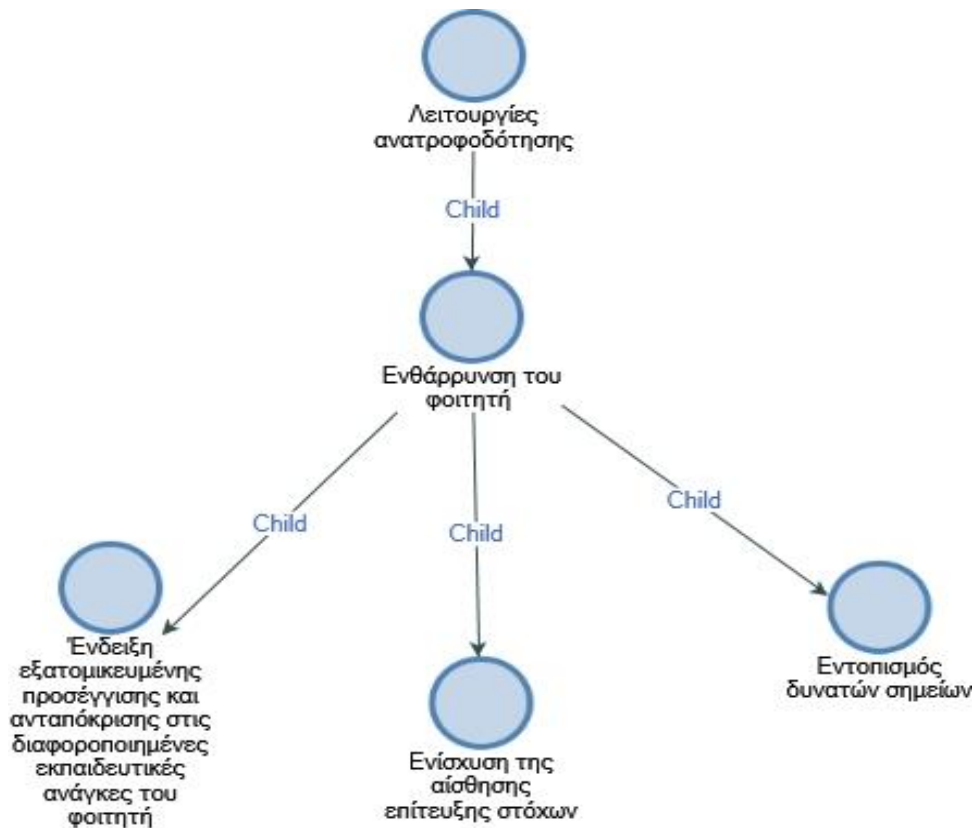 Λειτουργίες
ανατροφοδότησης
Child
Ενθάρρυνση του
φοιτητή
Child
Child
Child
Ένδειξη
εξατομικευμένης
προσέγγισης και
ανταπόκρισης στις
διαφοροποιημένες
εκπαιδευτικές
ανάγκες του
φοιτητή
Ενίσχυση της
αίσθησης
επίτευξης στόχων
Εντοπισμός
δυνατών σημείων